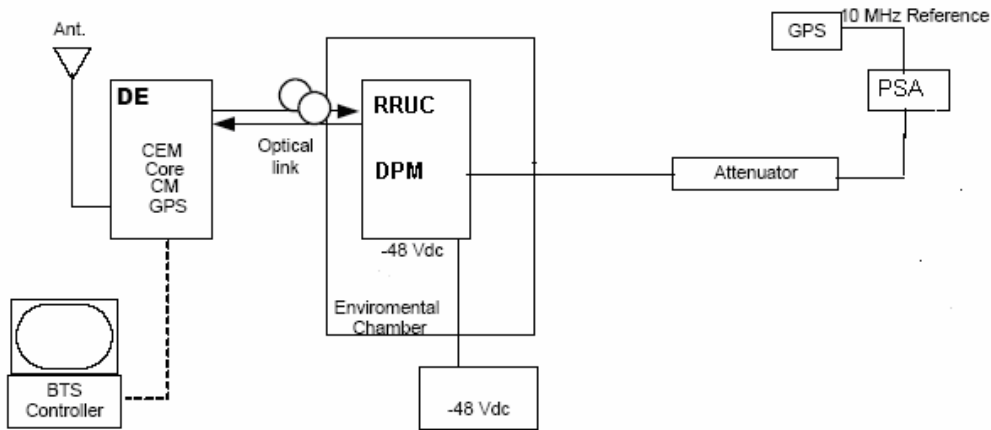 Ant.
DE
CEM
Core
CM
GPS
Optical
link
RRUC
DPM
-48 Vdc
Enviromental
Chamber
-48 Vdc
BTS
Controller
Attenuator
GPS
10 MHz Reference
PSA